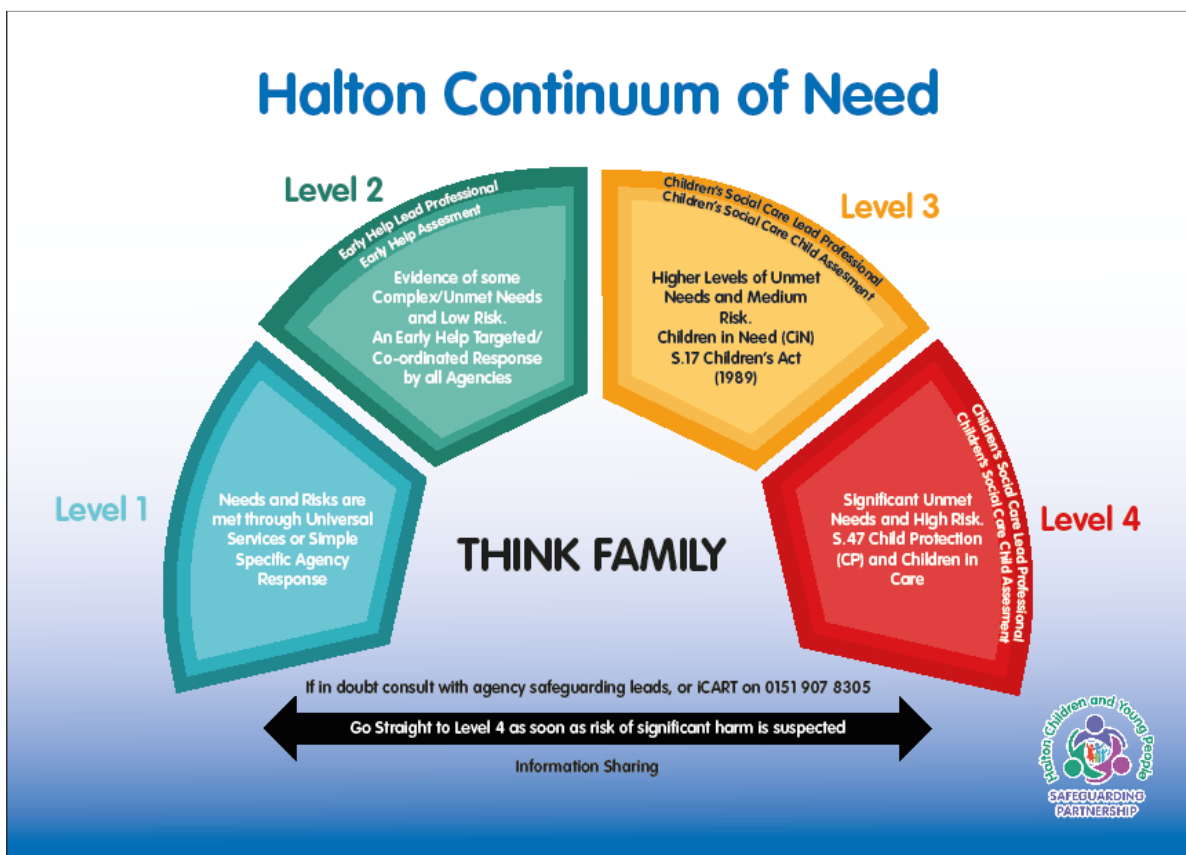 Halton Continuum of Need
Level 1
Needs and Risks are
met through Universal
Services or Simple
Specific Agency
Response
Level 2
Early Help Lead Professional
Early Help Assesment
Evidence of some
Complex/Unmet Needs
and Low Risk.
An Early Help Targeted/
Co-ordinated Response
by all Agencies
Level 3
Children's Social Care Lead Professional
Children's Social Care Child Assesment
Higher Levels of Unmet
Needs and Medium
Risk.
Children in Need (CiN)
S.17 Children's Act
(1989)
Level 4
Children's Social Care Lead Professional
Children's Social Care Child Assesment
Significant Unmet
Needs and High Risk.
S.47 Child Protection
(CP) and Children in
Care
THINK FAMILY
If in doubt consult with agency safeguarding leads, or iCART on 0151 907 8305
Go Straight to Level 4 as soon as risk of significant harm is suspected
Information Sharing
Halton Children and Young People
SAFEGUARDING
PARTNERSHIP